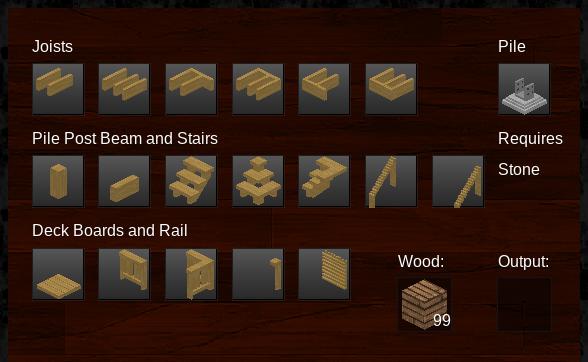 Joists
Pile
Pile Post Beam and Stairs
Requires
Stone
Deck Boards and Rail
Wood:
Output:
99